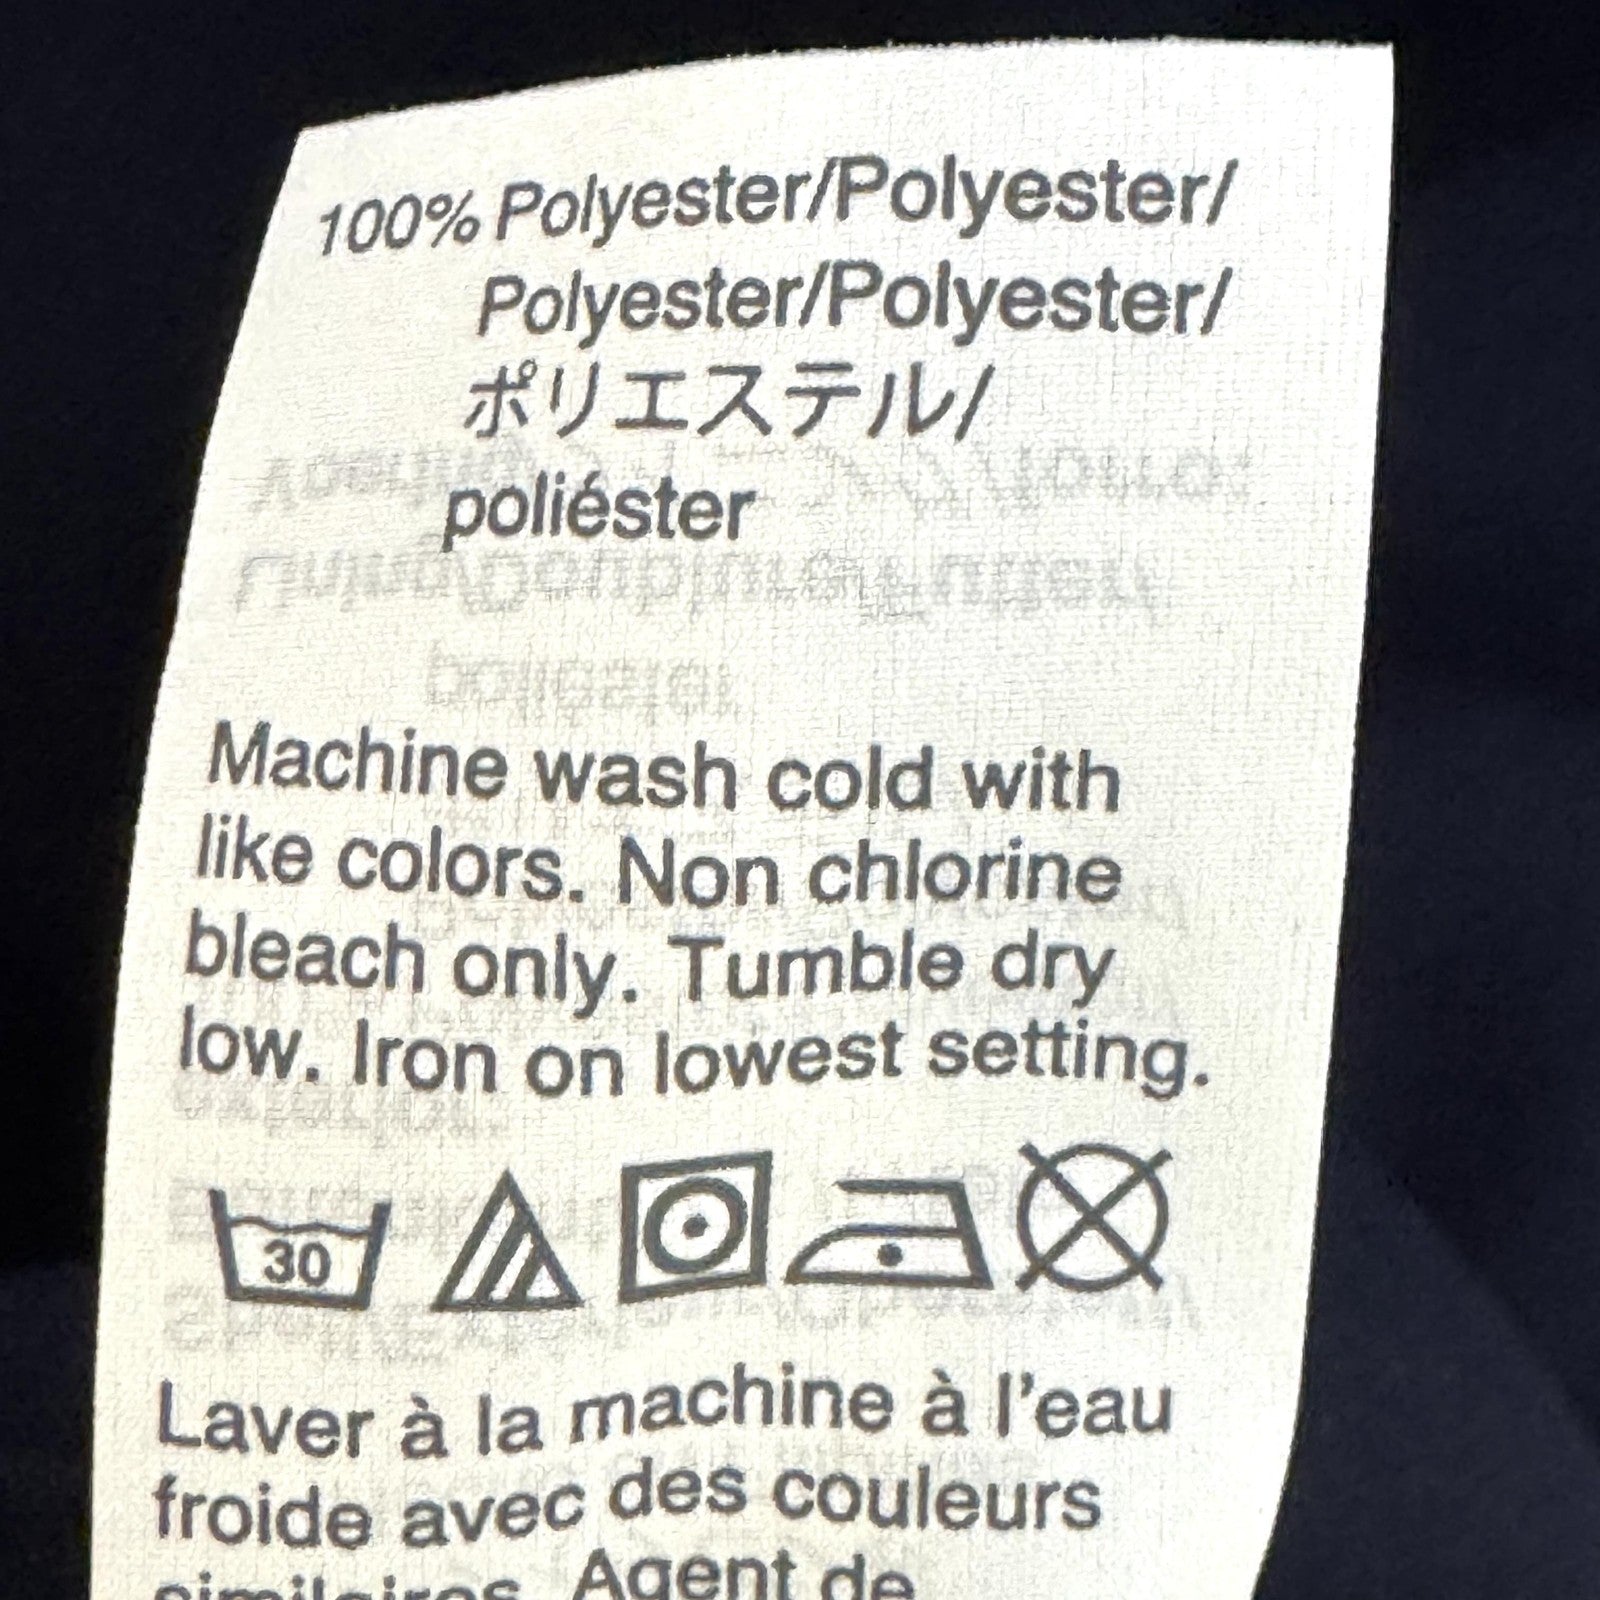 100% Polyester/Polyester/
Polyester/Polyester/
ポリエステル/
poliéster
Machine wash cold with
like colors. Non chlorine
bleach only. Tumble dry
low. Iron on lowest setting.
30
Laver à la machine à l'eau
froide avec des couleurs
similaires. Agent de